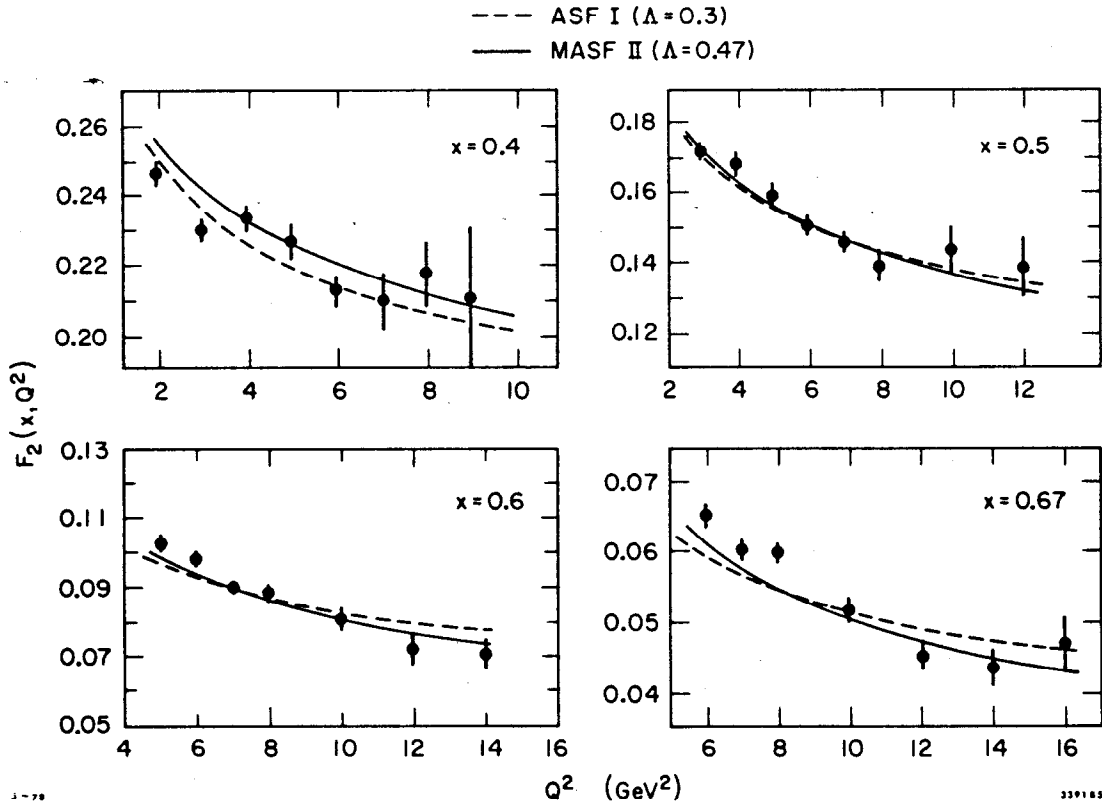 --- ASF I (Λ=0.3)
— MASF II (Λ=0.47)
F₂(x,Q²)
0.26
0.24
0.22
0.20
x=0.4
2 4 6 8 10
0.18
0.16
0.14
0.12
x=0.5
2 4 6 8 10 12
0.13
0.11
0.09
0.07
0.05
x=0.6
4 6 8 10 12 14 16
0.07
0.06
0.05
0.04
x=0.67
6 8 10 12 14 16
Q² (GeV²)